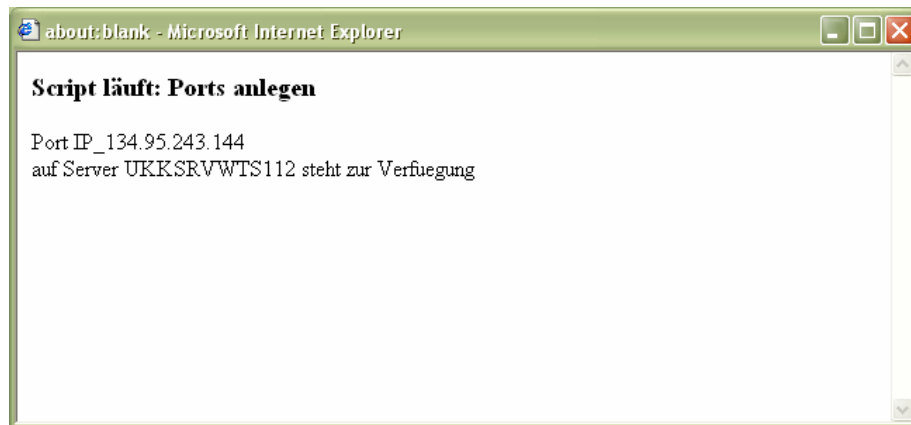 about:blank - Microsoft Internet Explorer
Script läuft: Ports anlegen
Port IP_134.95.243.144
auf Server UKKSRVWTS112 steht zur Verfuegung